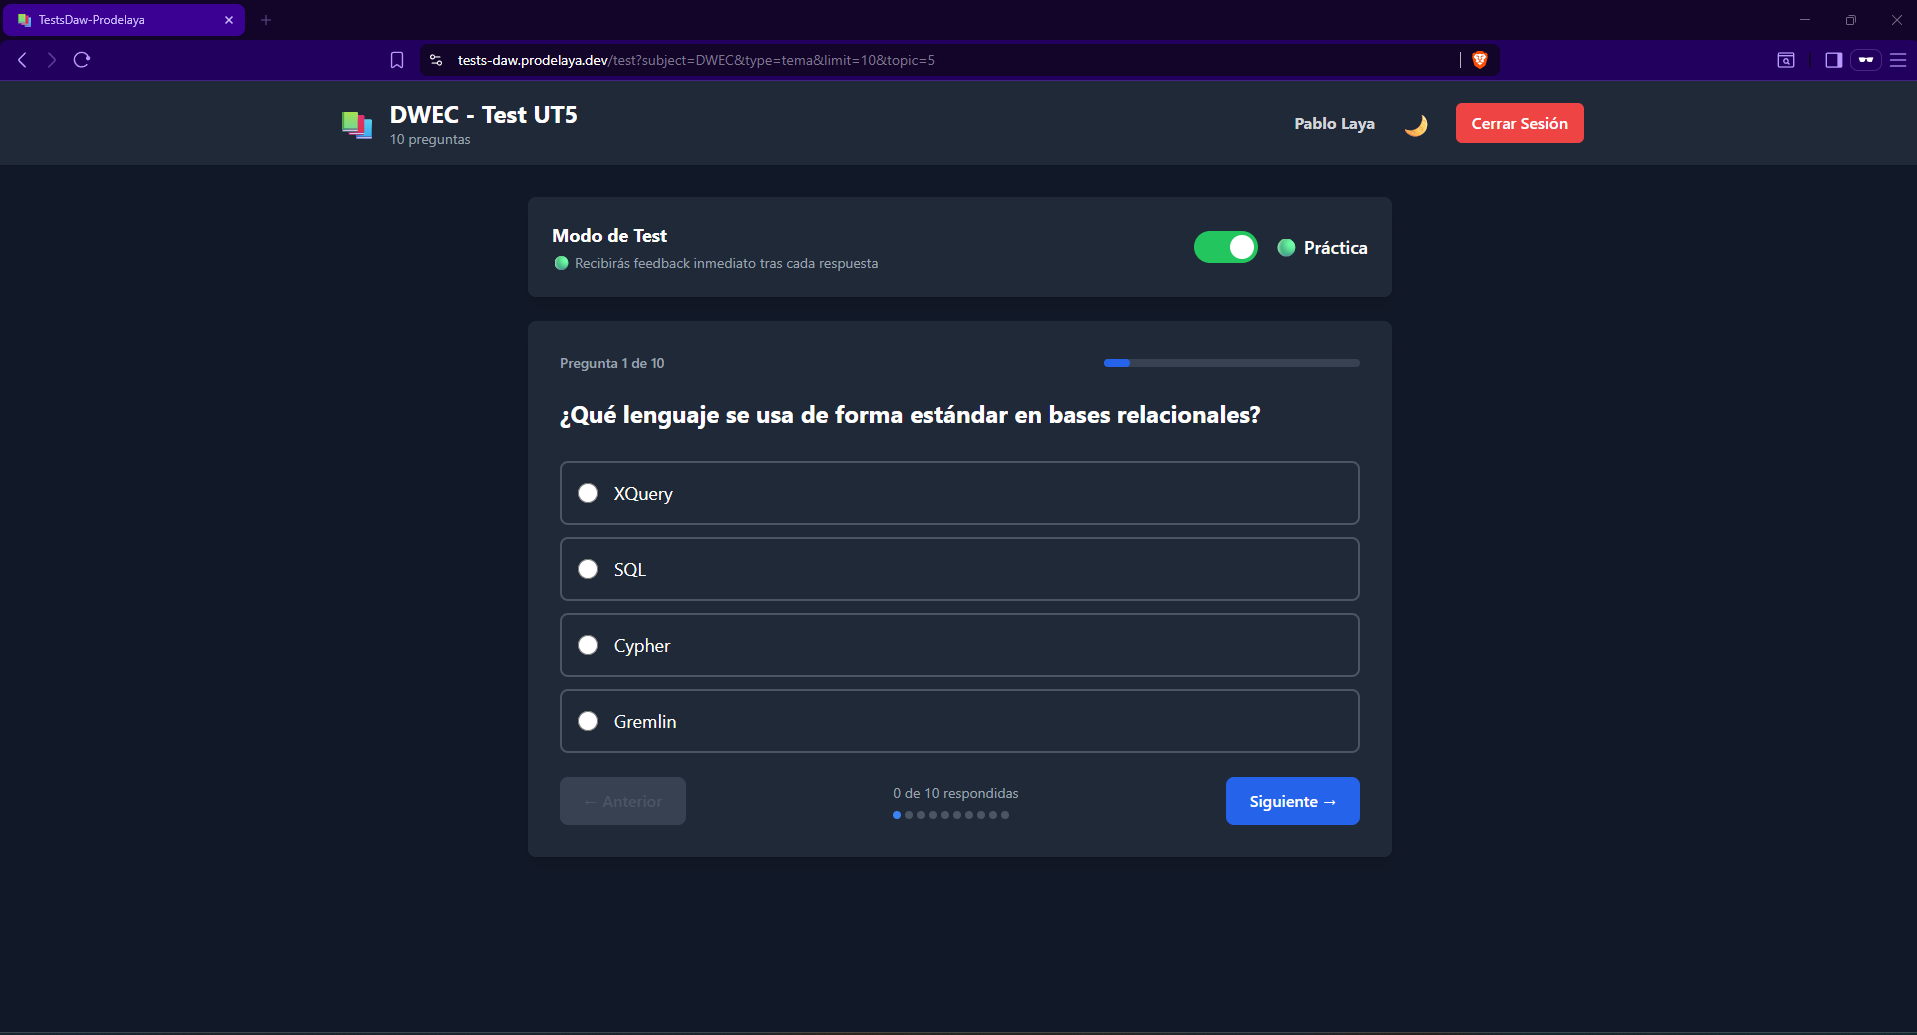 TestsDaw-Prodelaya
tests-daw.prodelaya.dev/test?subject=DWEC&type=tema&limit=10&topic=5
DWEC - Test UT5
10 preguntas
Pablo Laya
Cerrar Sesión
Modo de Test
Recibirás feedback inmediato tras cada respuesta
Práctica
Pregunta 1 de 10
¿Qué lenguaje se usa de forma estándar en bases relacionales?
XQuery
SQL
Cypher
Gremlin
← Anterior
0 de 10 respondidas
Siguiente →